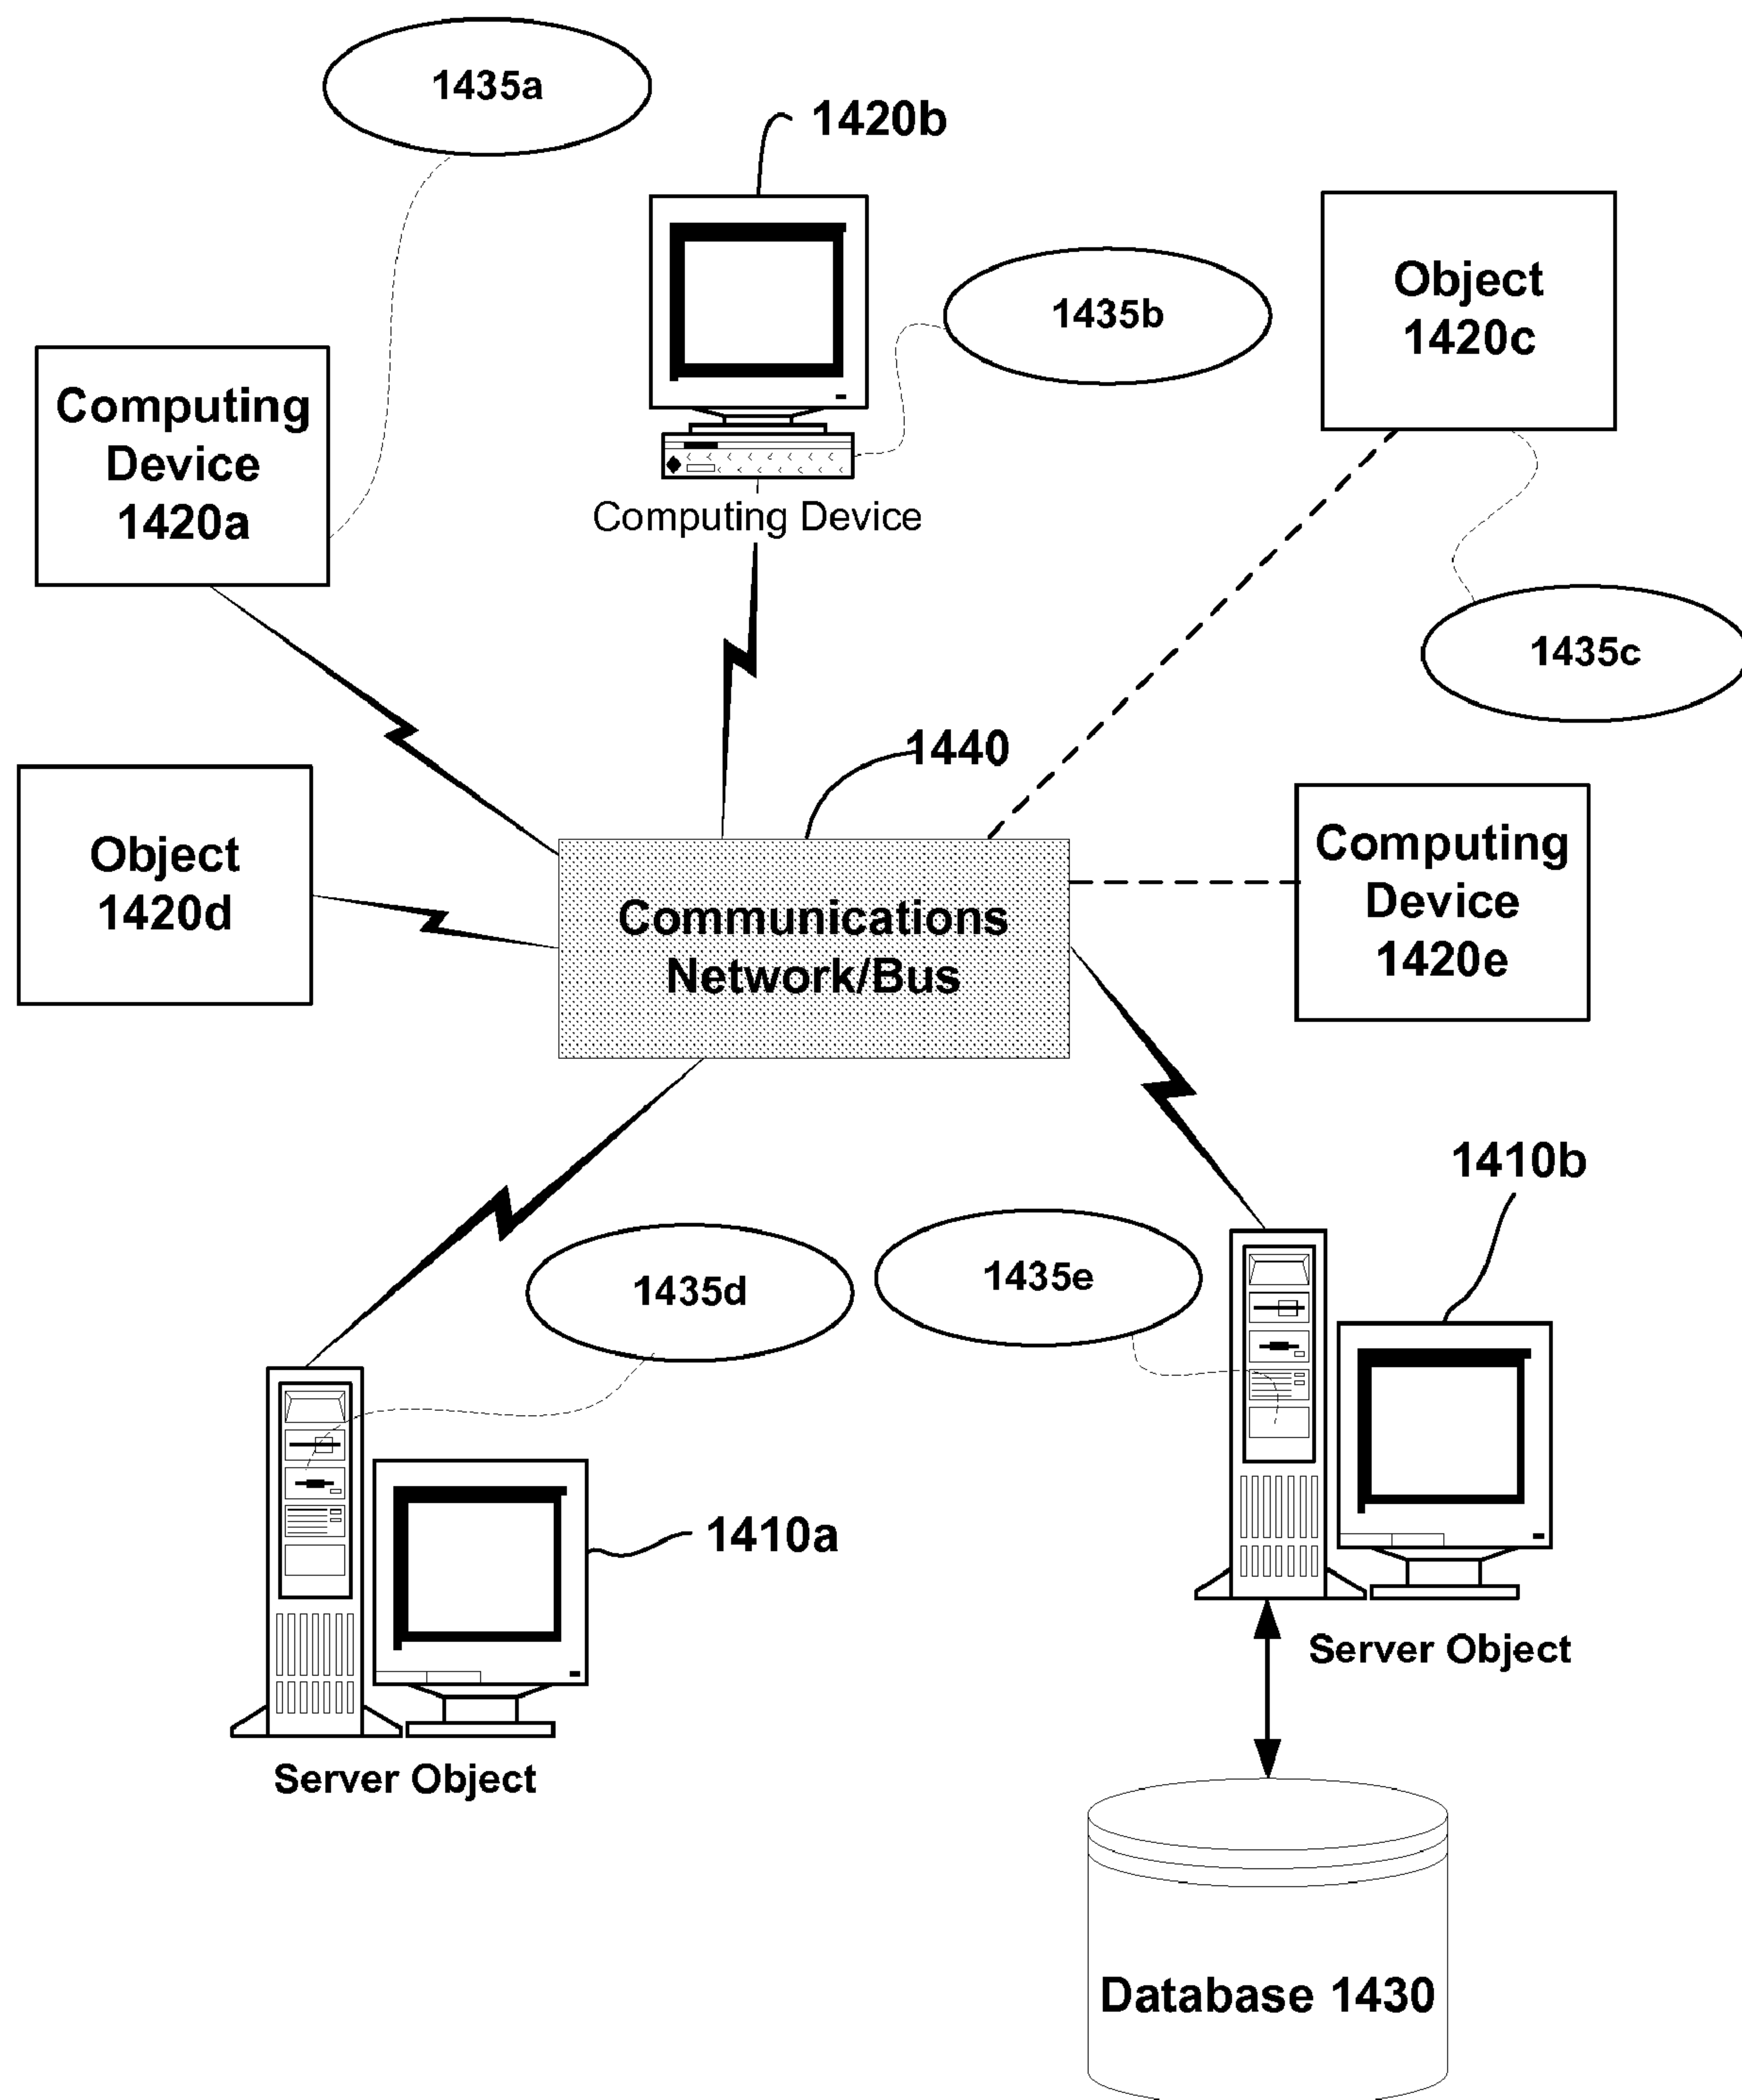 1435a
1420b
1435b
Object
1420c
Computing
Device
1420a
Computing Device
1435c
1440
Object
1420d
Communications
Network/Bus
Computing
Device
1420e
1410b
1435d
1435e
1410a
Server Object
Server Object
Database 1430